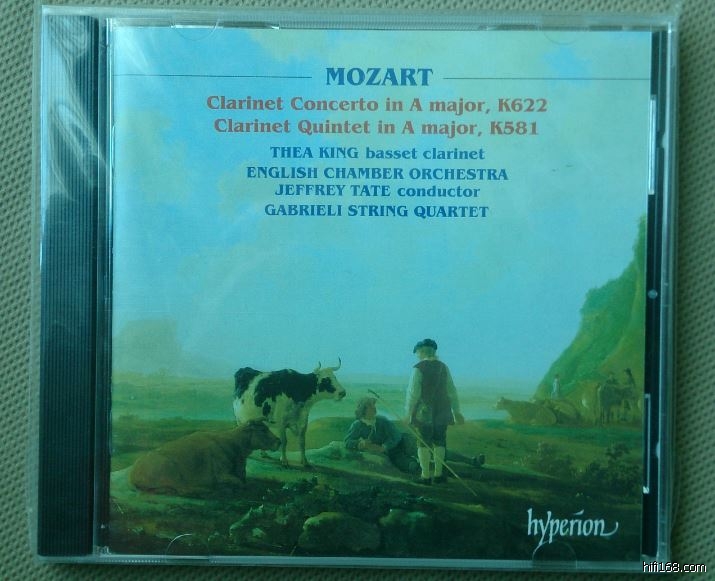 MOZART
Clarinet Concerto in A major, K622
Clarinet Quintet in A major, K581
THEA KING basset clarinet
ENGLISH CHAMBER ORCHESTRA
JEFFREY TATE conductor
GABRIELI STRING QUARTET
hyperion
hifi168.com